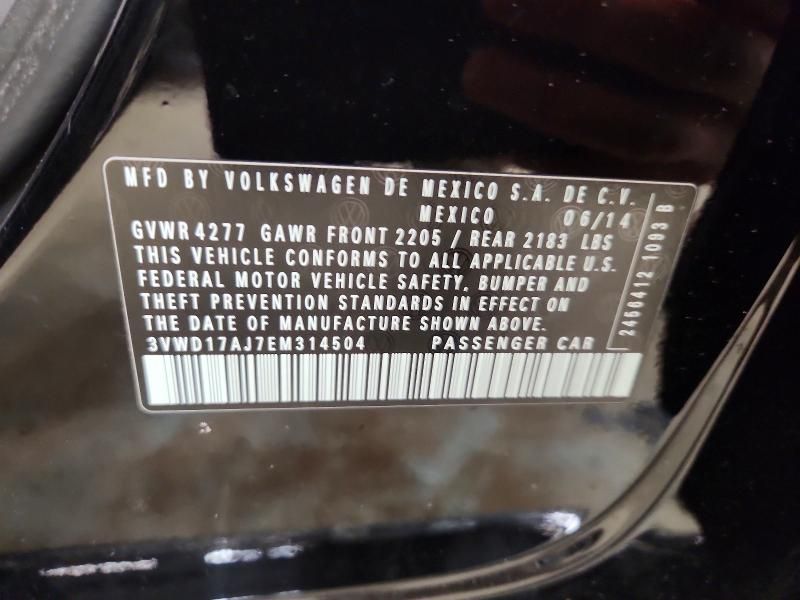 MFD BY VOLKSWAGEN DE MEXICO S.A. DE C.V.
MEXICO 06/14
GVWR 4277 GAWR FRONT 2205 / REAR 2183 LBS
THIS VEHICLE CONFORMS TO ALL APPLICABLE U.S.
FEDERAL MOTOR VEHICLE SAFETY, BUMPER AND
THEFT PREVENTION STANDARDS IN EFFECT ON
THE DATE OF MANUFACTURE SHOWN ABOVE.
3VWD17AJ7EM314504 PASSENGER CAR
2456412 1093 B